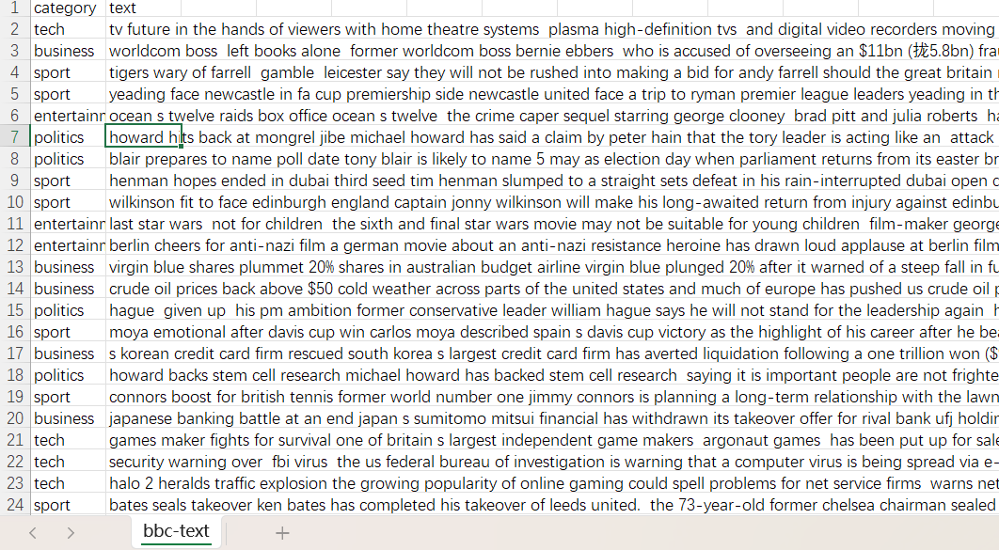 1 category text
2 tech tv future in the hands of viewers with home theatre systems plasma high-definition tvs and digital video recorders moving
3 business worldcom boss left books alone former worldcom boss bernie ebbers who is accused of overseeing an $11bn (拢5.8bn) frau
4 sport tigers wary of farrell gamble leicester say they will not be rushed into making a bid for andy farrell should the great britain
5 sport yeading face newcastle in fa cup premiership side newcastle united face a trip to ryman premier league leaders yeading in th
6 entertainn ocean s twelve raids box office ocean s twelve the crime caper sequel starring george clooney brad pitt and julia roberts ha
7 politics howard hits back at mongrel jibe michael howard has said a claim by peter hain that the tory leader is acting like an attack
8 politics blair prepares to name poll date tony blair is likely to name 5 may as election day when parliament returns from its easter br
9 sport henman hopes ended in dubai third seed tim henman slumped to a straight sets defeat in his rain-interrupted dubai open
10 sport wilkinson fit to face edinburgh england captain jonny wilkinson will make his long-awaited return from injury against edinbu
11 entertainn last star wars not for children the sixth and final star wars movie may not be suitable for young children film-maker george
12 entertainn berlin cheers for anti-nazi film a german movie about an anti-nazi resistance heroine has drawn loud applause at berlin film
13 business virgin blue shares plummet 20% shares in australian budget airline virgin blue plunged 20% after it warned of a steep fall in fu
14 business crude oil prices back above $50 cold weather across parts of the united states and much of europe has pushed us crude oil p
15 politics hague given up his pm ambition former conservative leader william hague says he will not stand for the leadership again h
16 sport moya emotional after davis cup win carlos moya described spain s davis cup victory as the highlight of his career after he bea
17 business s korean credit card firm rescued south korea s largest credit card firm has averted liquidation following a one trillion won ($
18 politics howard backs stem cell research michael howard has backed stem cell research saying it is important people are not frighte
19 sport connors boost for british tennis former world number one jimmy connors is planning a long-term relationship with the lawn
20 business japanese banking battle at an end japan s sumitomo mitsui financial has withdrawn its takeover offer for rival bank ufj holdin
21 tech games maker fights for survival one of britain s largest independent game makers argonaut games has been put up for sale
22 tech security warning over fbi virus the us federal bureau of investigation is warning that a computer virus is being spread via e-
23 tech halo 2 heralds traffic explosion the growing popularity of online gaming could spell problems for net service firms warns net
24 sport bates seals takeover ken bates has completed his takeover of leeds united. the 73-year-old former chelsea chairman sealed
bbc-text